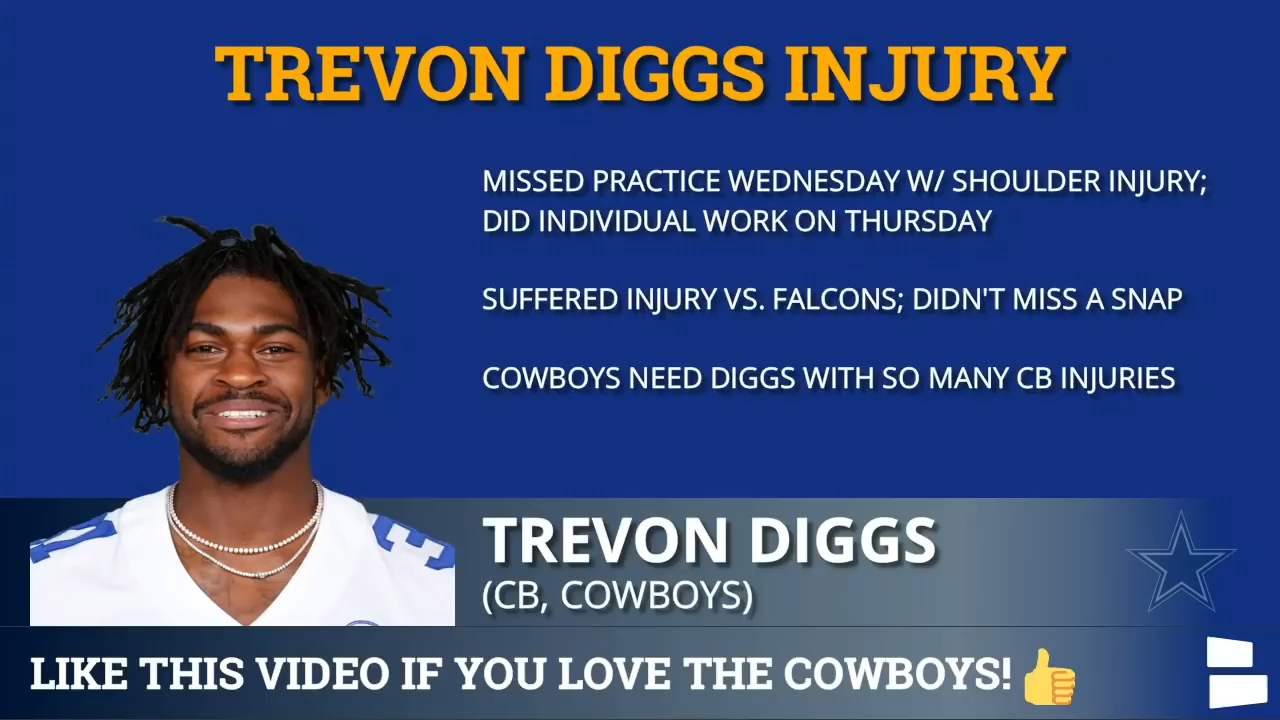 TREVON DIGGS INJURY
MISSED PRACTICE WEDNESDAY W/ SHOULDER INJURY;
DID INDIVIDUAL WORK ON THURSDAY
SUFFERED INJURY VS. FALCONS; DIDN'T MISS A SNAP
COWBOYS NEED DIGGS WITH SO MANY CB INJURIES
TREVON DIGGS
(CB, COWBOYS)
LIKE THIS VIDEO IF YOU LOVE THE COWBOYS!